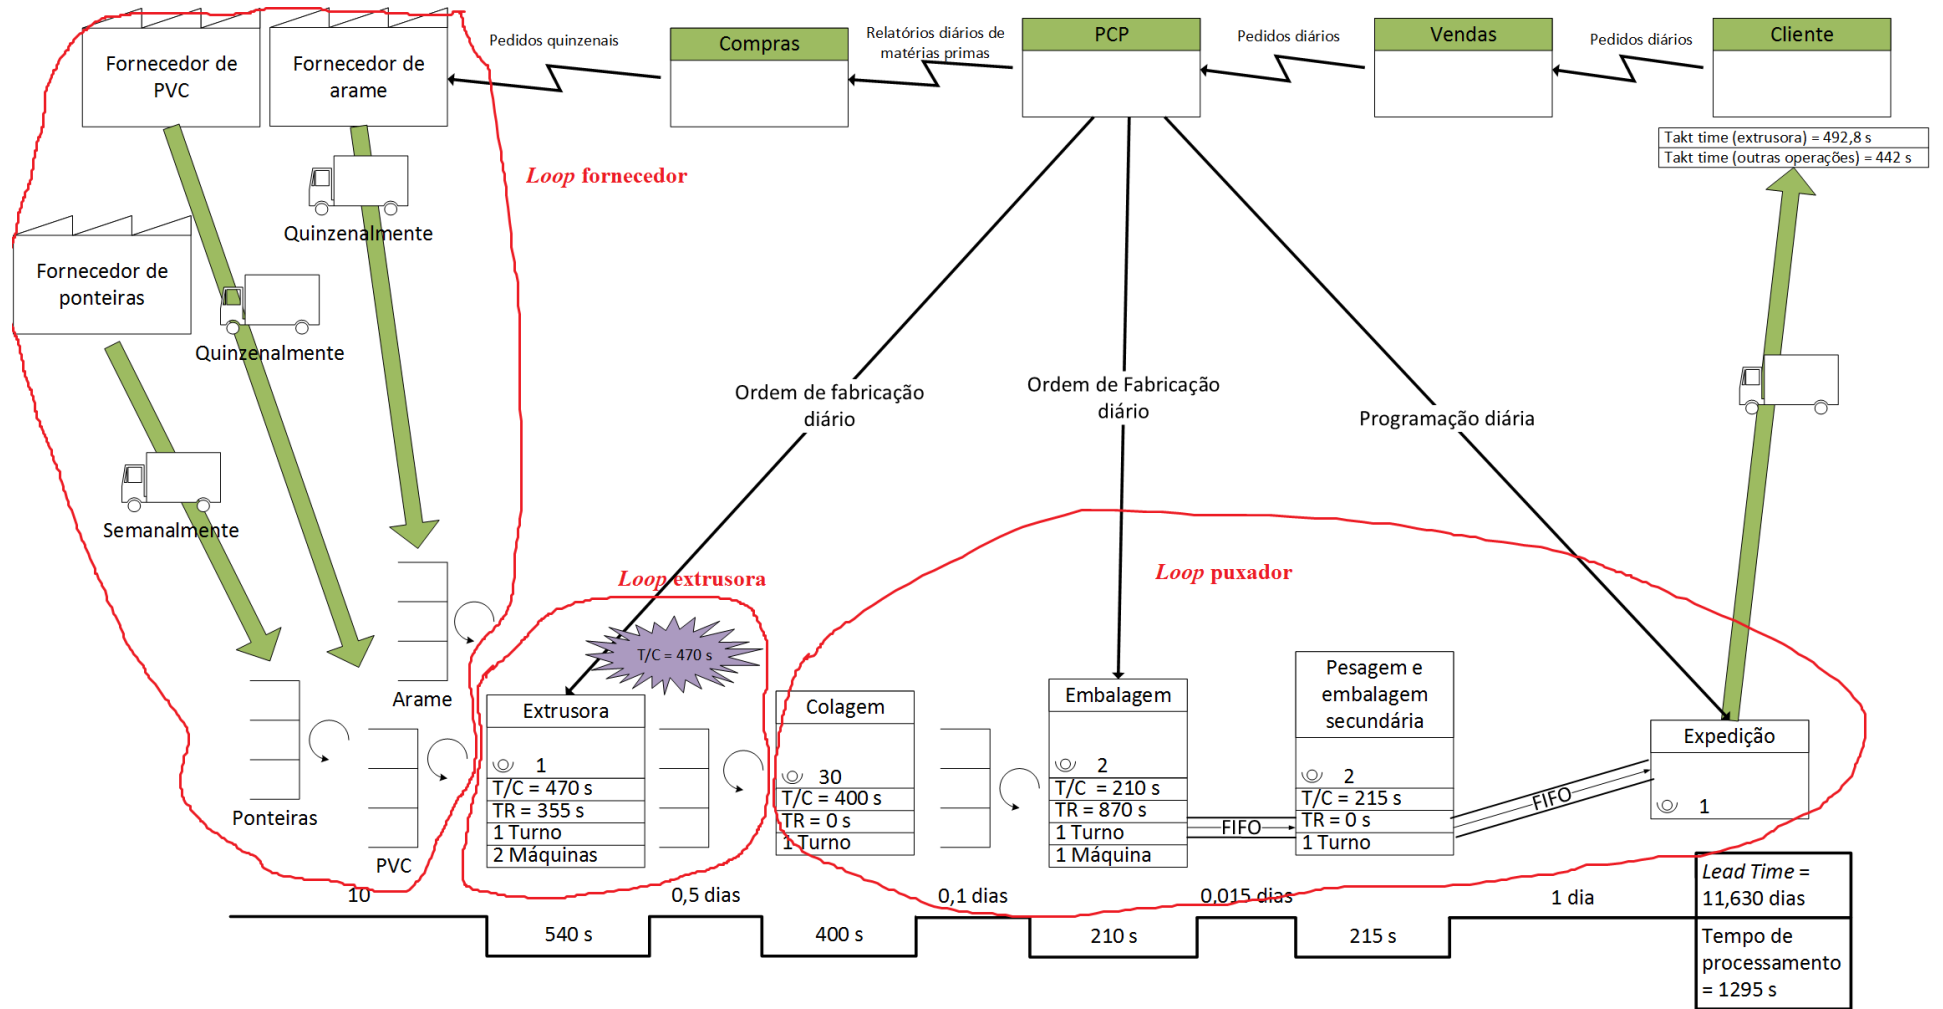 Fornecedor de
PVC
Fornecedor de
arame
Pedidos quinzenais
Compras
Relatórios diários de
matérias primas
PCP
Pedidos diários
Vendas
Pedidos diários
Cliente
Takt time (extrusora) = 492,8 s
Takt time (outras operações) = 442 s
Loop fornecedor
Quinzenalmente
Fornecedor de
ponteiras
Quinzenalmente
Semanalmente
Ordem de fabricação
diário
Ordem de Fabricação
diário
Programação diária
Loop extrusora
Loop puxador
T/C = 470 s
Arame
Ponteiras
PVC
Extrusora
1
T/C = 470 s
TR = 355 s
1 Turno
2 Máquinas
Colagem
30
T/C = 400 s
TR = 0 s
1 Turno
Embalagem
2
T/C = 210 s
TR = 870 s
1 Turno
1 Máquina
FIFO
Pesagem e
embalagem
secundária
2
T/C = 215 s
TR = 0 s
1 Turno
FIFO
Expedição
1
10
0,5 dias
0,1 dias
0,015 dias
1 dia
540 s
400 s
210 s
215 s
Lead Time =
11,630 dias
Tempo de
processamento
= 1295 s